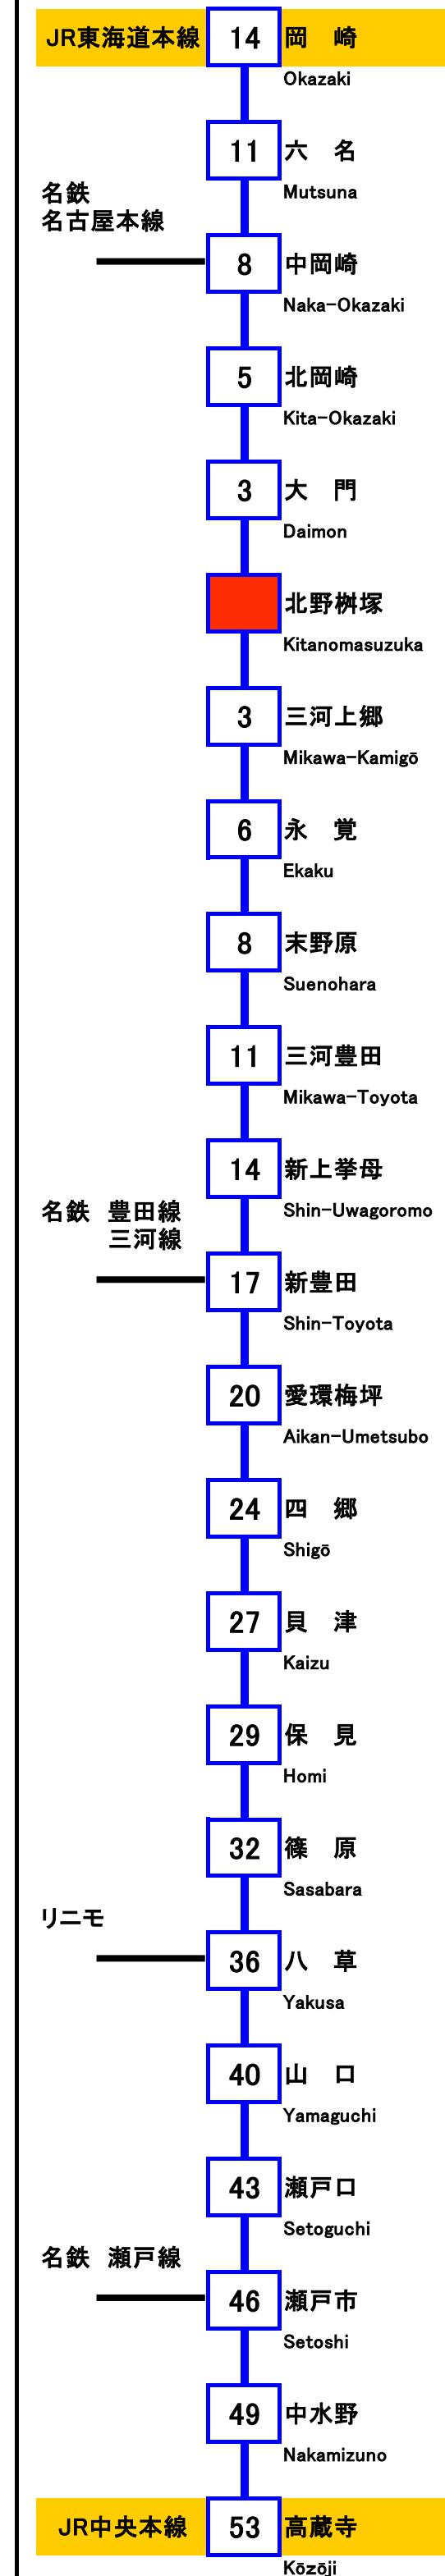 JR東海道本線 14 岡　崎
Okazaki
11 六　名
Mutsuna
名鉄
名古屋本線
8 中岡崎
Naka-Okazaki
5 北岡崎
Kita-Okazaki
3 大　門
Daimon
北野桝塚
Kitanomasuzuka
3 三河上郷
Mikawa-Kamigō
6 永　覚
Ekaku
8 末野原
Suenohara
11 三河豊田
Mikawa-Toyota
14 新上挙母
Shin-Uwagoromo
名鉄　豊田線
三河線
17 新豊田
Shin-Toyota
20 愛環梅坪
Aikan-Umetsubo
24 四　郷
Shigō
27 貝　津
Kaizu
29 保　見
Homi
32 篠　原
Sasabara
リニモ
36 八　草
Yakusa
40 山　口
Yamaguchi
43 瀬戸口
Setoguchi
名鉄　瀬戸線
46 瀬戸市
Setoshi
49 中水野
Nakamizuno
JR中央本線 53 高蔵寺
Kōzōji